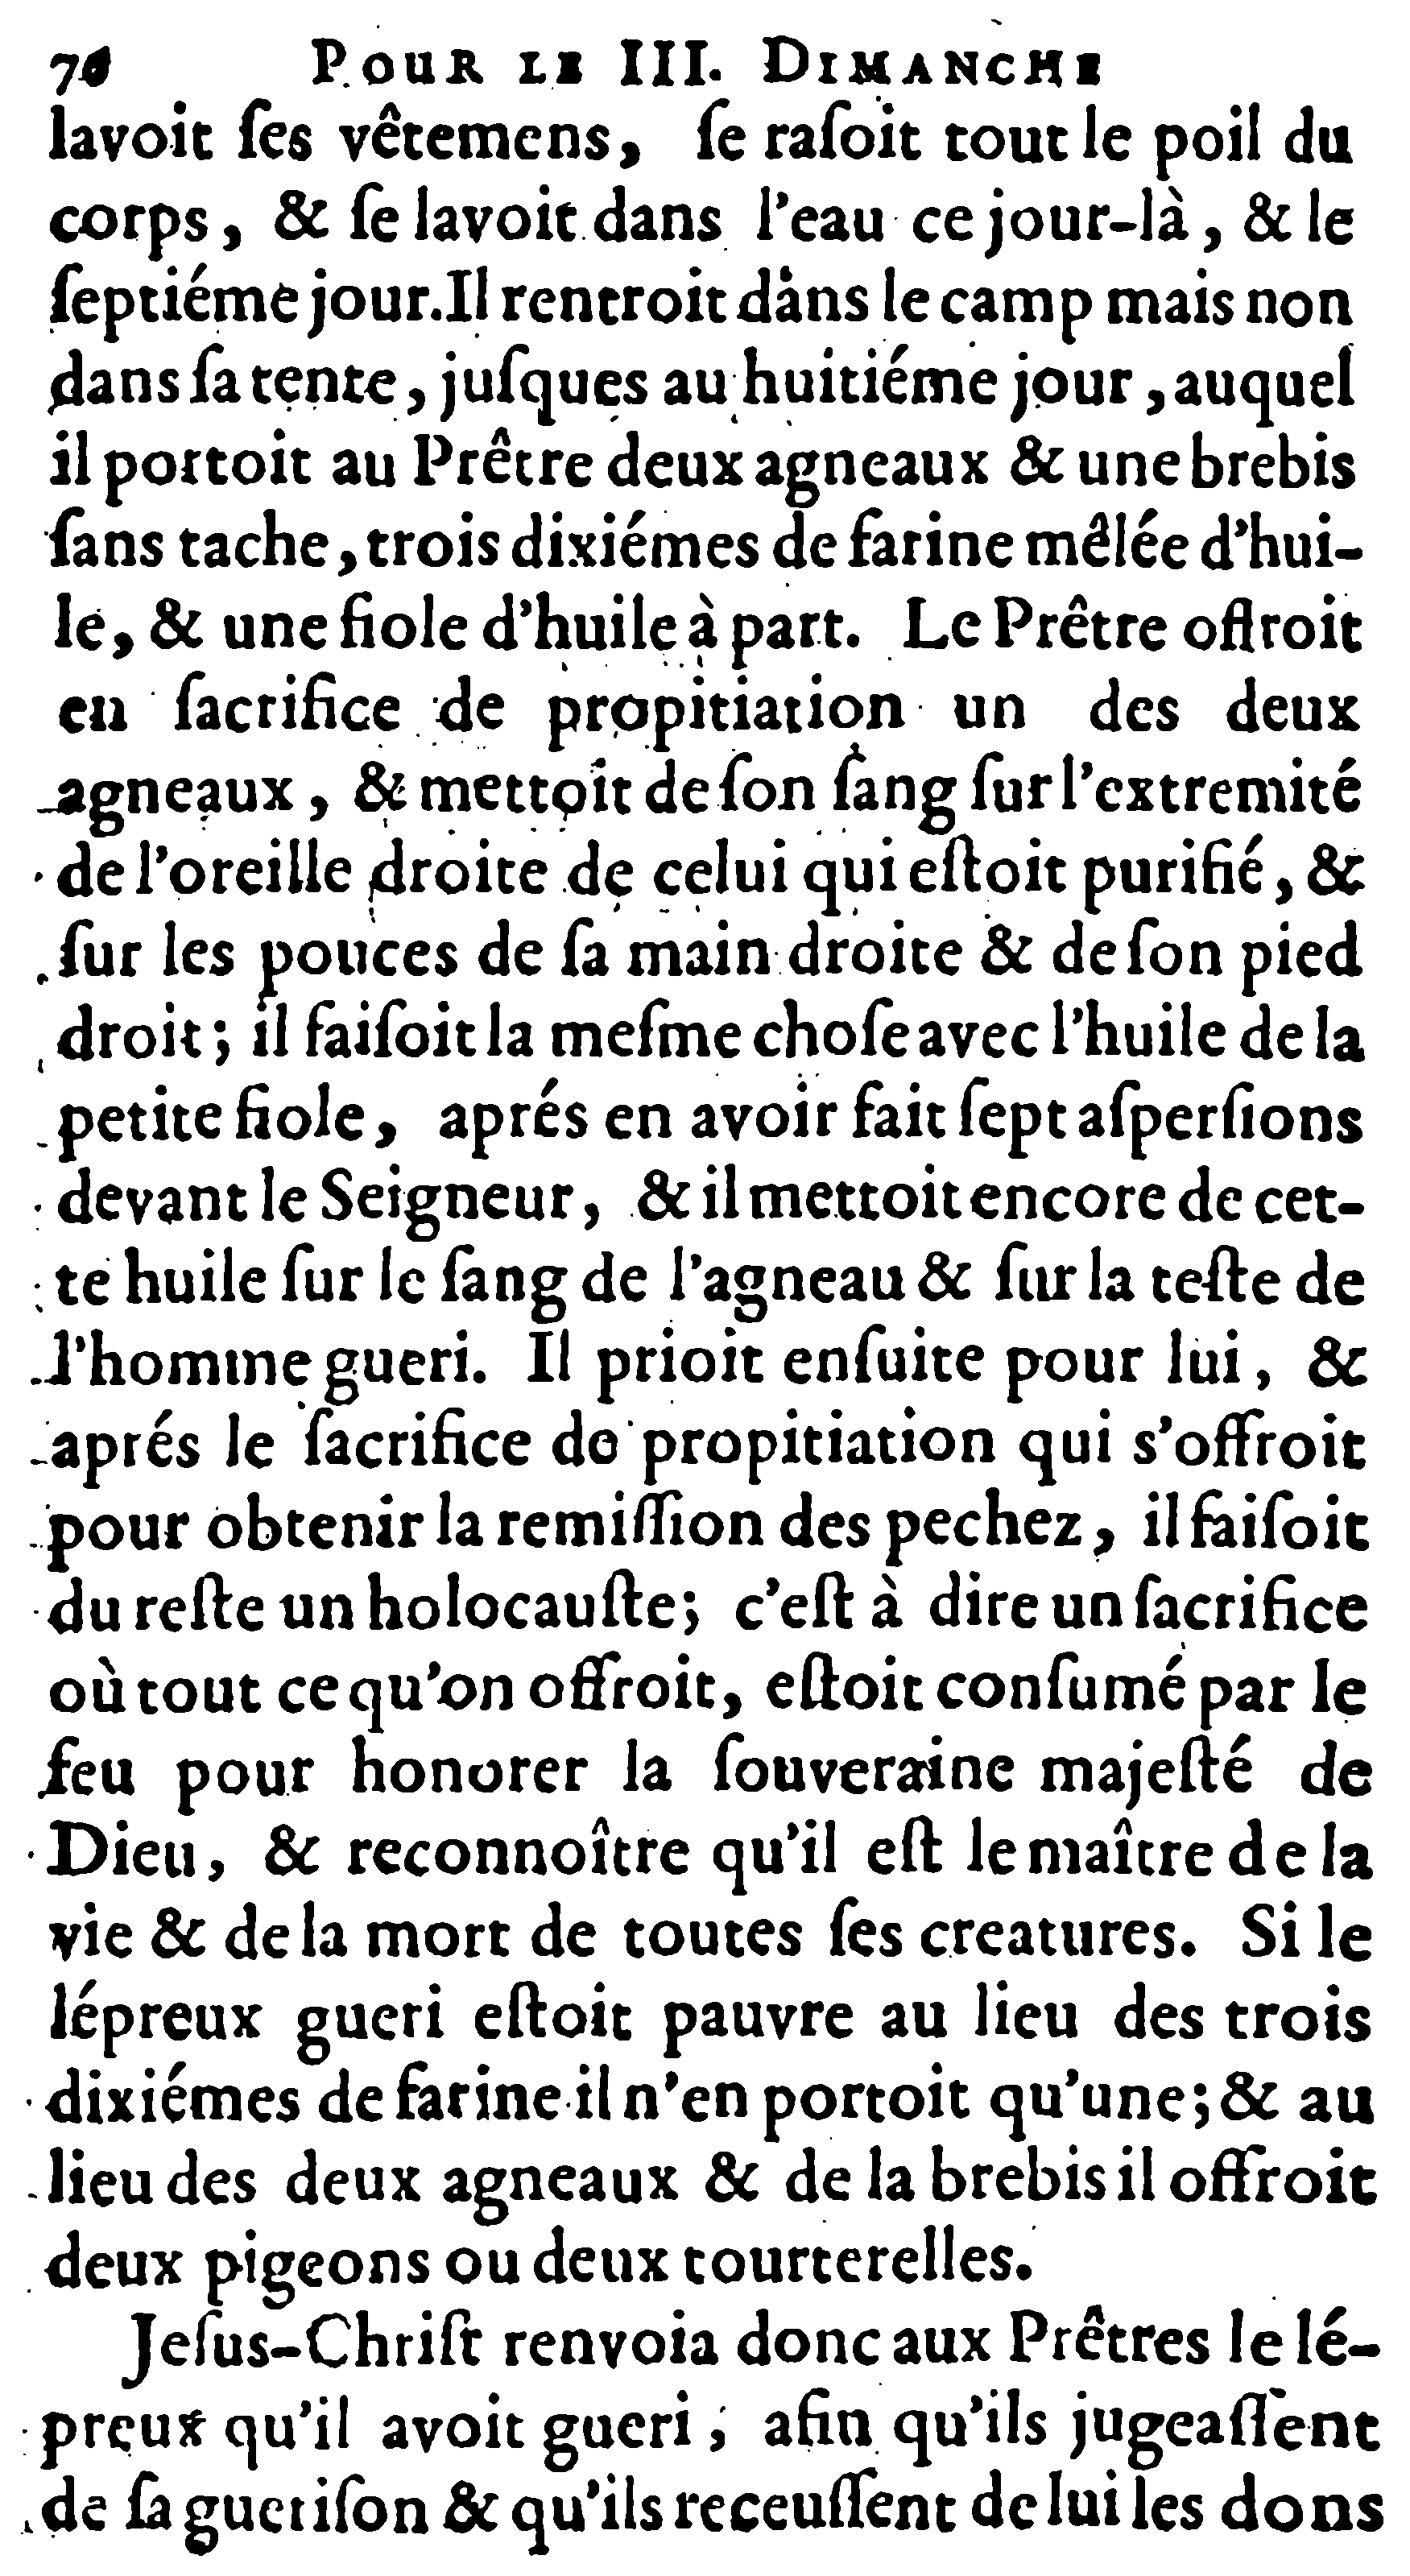 70 POUR LE III. DIMANCHE
lavoit ſes vêtemens, ſe raſoit tout le poil du
corps, & ſe lavoit dans l'eau ce jour-là, & le
ſeptiéme jour. Il rentroit dans le camp mais non
dans ſa tente, juſques au huitiéme jour, auquel
il portoit au Prêtre deux agneaux & une brebis
ſans tache, trois dixiémes de farine mêlée d'hui-
le, & une fiole d'huile à part. Le Prêtre offroit
en ſacrifice de propitiation un des deux
agneaux, & mettoit de ſon ſang ſur l'extremité
de l'oreille droite de celui qui eſtoit purifié, &
ſur les pouces de ſa main droite & de ſon pied
droit; il faiſoit la meſme choſe avec l'huile de la
petite fiole, aprés en avoir fait ſept aſperſions
devant le Seigneur, & il mettoit encore de cet-
te huile ſur le ſang de l'agneau & ſur la teſte de
l'homme gueri. Il prioit enſuite pour lui, &
aprés le ſacrifice de propitiation qui s'offroit
pour obtenir la remiſſion des pechez, il faiſoit
du reſte un holocauſte; c'eſt à dire un ſacrifice
où tout ce qu'on offroit, eſtoit conſumé par le
feu pour honorer la ſouveraine majeſté de
Dieu, & reconnoître qu'il eſt le maître de la
vie & de la mort de toutes ſes creatures. Si le
lépreux gueri eſtoit pauvre au lieu des trois
dixiémes de farine il n'en portoit qu'une; & au
lieu des deux agneaux & de la brebis il offroit
deux pigeons ou deux tourterelles.
Jeſus-Chriſt renvoia donc aux Prêtres le lé-
preux qu'il avoit gueri, afin qu'ils jugeaſſent
de ſa gueriſon & qu'ils receuſſent de lui les dons